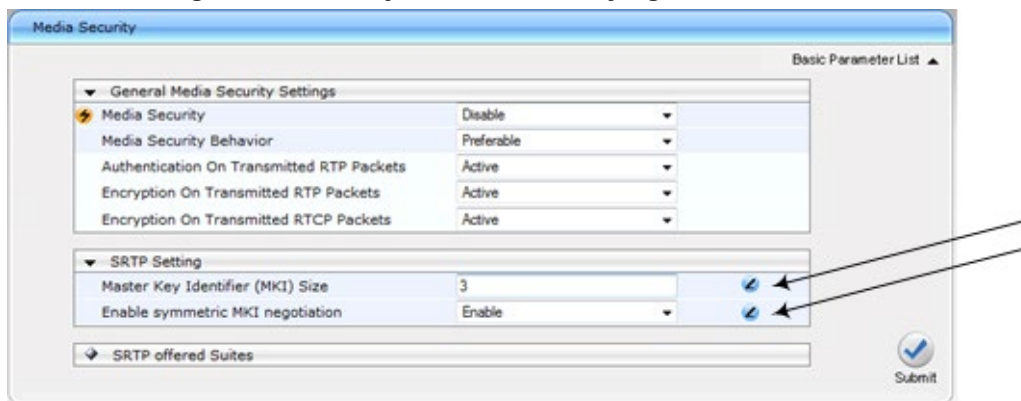 Media Security
Basic Parameter List
General Media Security Settings
Media Security Disable
Media Security Behavior Preferable
Authentication On Transmitted RTP Packets Active
Encryption On Transmitted RTP Packets Active
Encryption On Transmitted RTCP Packets Active
SRTP Setting
Master Key Identifier (MKI) Size 3
Enable symmetric MKI negotiation Enable
SRTP offered Suites
Submit